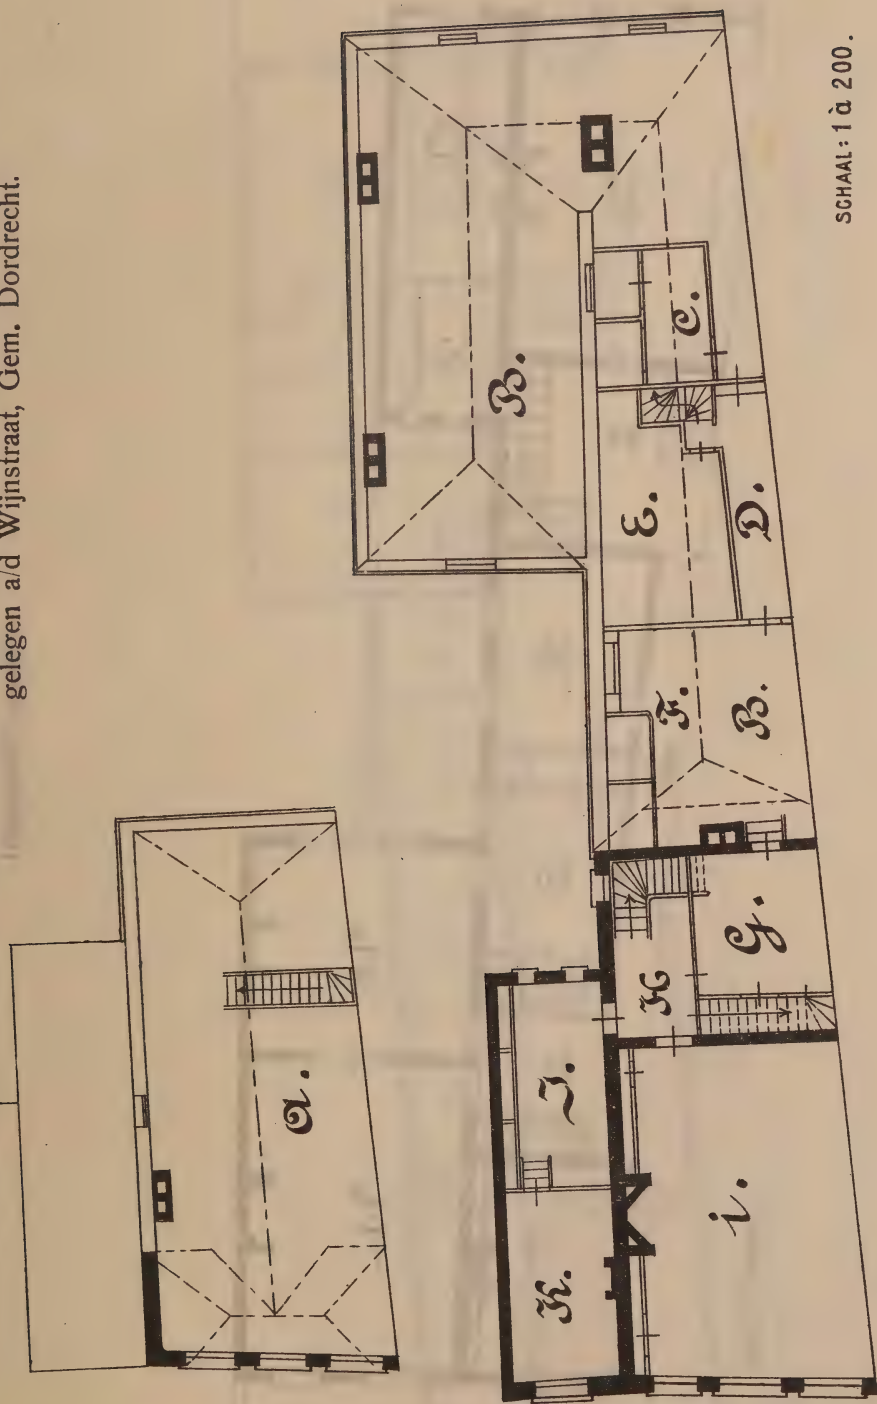 gelegen a/d Wijnstraat, Gem. Dordrecht.
a.
B.
C.
E.
D.
F.
B.
G.
H
J.
i.
K.
SCHAAL: 1 à 200.